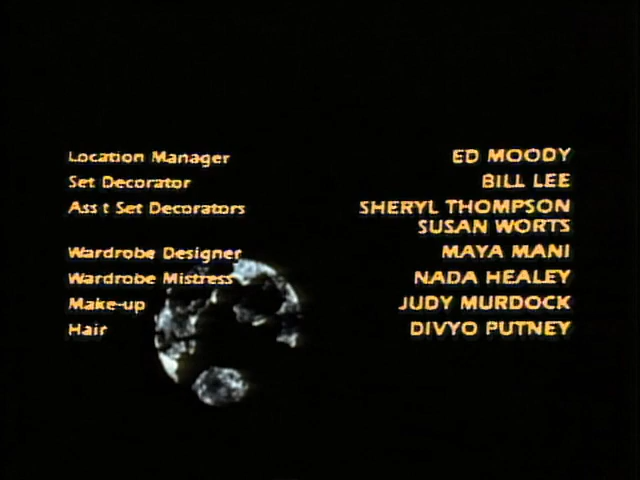 Location Manager ED MOODY
Set Decorator BILL LEE
Ass't Set Decorators SHERYL THOMPSON
SUSAN WORTS
Wardrobe Designer MAYA MANI
Wardrobe Mistress NADA HEALEY
Make-up JUDY MURDOCK
Hair DIVYO PUTNEY